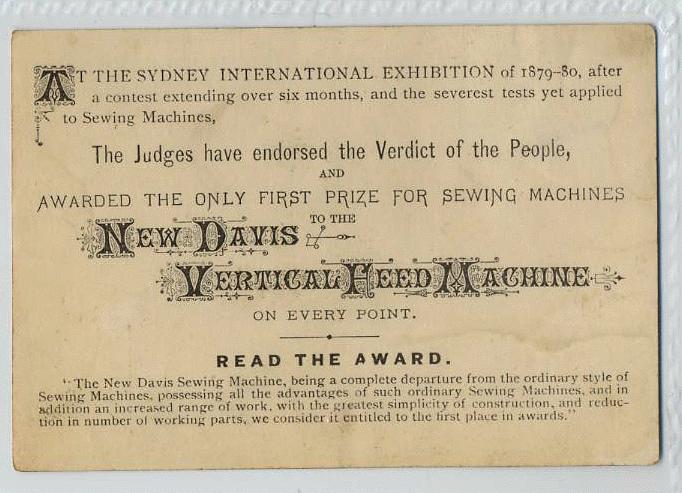 AT THE SYDNEY INTERNATIONAL EXHIBITION of 1879-80, after
a contest extending over six months, and the severest tests yet applied
to Sewing Machines,
The Judges have endorsed the Verdict of the People,
AND
AWARDED THE ONLY FIRST PRIZE FOR SEWING MACHINES
TO THE
NEW DAVIS
VERTICAL FEED MACHINE
ON EVERY POINT.
READ THE AWARD.
"The New Davis Sewing Machine, being a complete departure from the ordinary style of
Sewing Machines, possessing all the advantages of such ordinary Sewing Machines, and in
addition an increased range of work, with the greatest simplicity of construction, and reduc-
tion in number of working parts, we consider it entitled to the first place in awards."